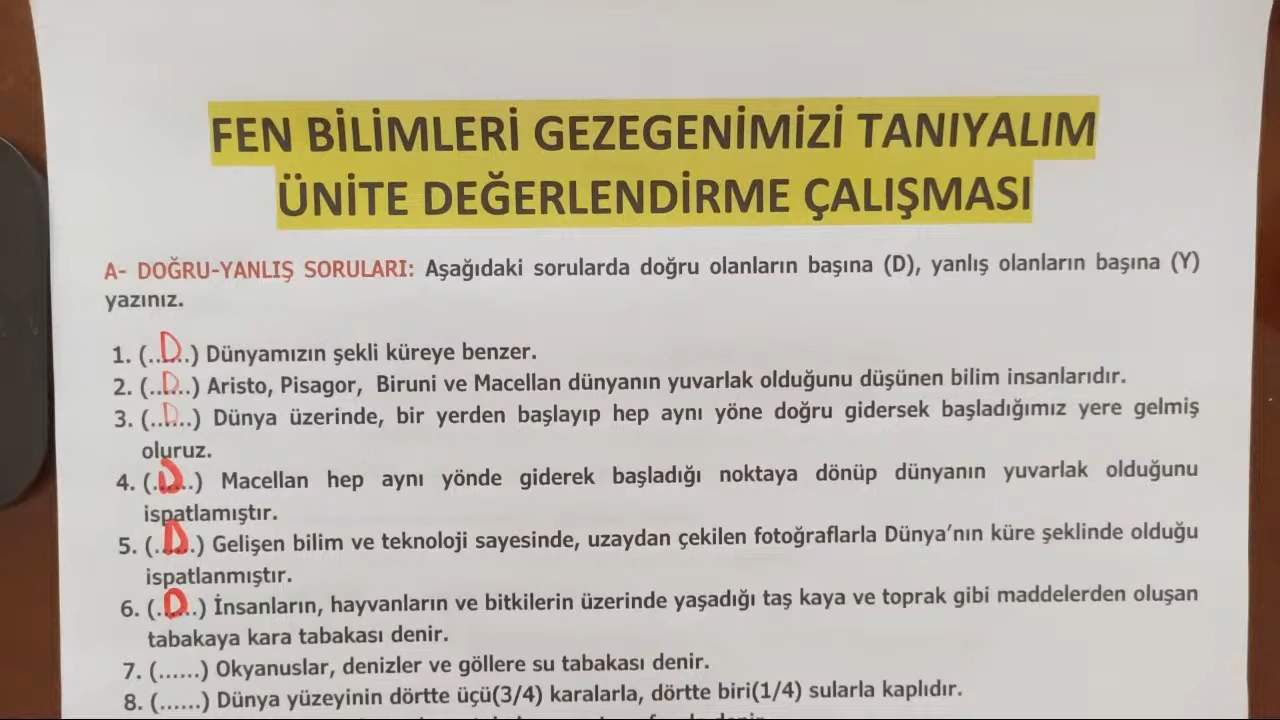 FEN BİLİMLERİ GEZEGENİMİZİ TANIYALIM
ÜNİTE DEĞERLENDİRME ÇALIŞMASI
A- DOĞRU-YANLIŞ SORULARI: Aşağıdaki sorularda doğru olanların başına (D), yanlış olanların başına (Y)
yazınız.
1. (..D..) Dünyamızın şekli küreye benzer.
2. (..D..) Aristo, Pisagor, Biruni ve Macellan dünyanın yuvarlak olduğunu düşünen bilim insanlarıdır.
3. (..D..) Dünya üzerinde, bir yerden başlayıp hep aynı yöne doğru gidersek başladığımız yere gelmiş
oluruz.
4. (..D..) Macellan hep aynı yönde giderek başladığı noktaya dönüp dünyanın yuvarlak olduğunu
ispatlamıştır.
5. (..D..) Gelişen bilim ve teknoloji sayesinde, uzaydan çekilen fotoğraflarla Dünya'nın küre şeklinde olduğu
ispatlanmıştır.
6. (..D..) İnsanların, hayvanların ve bitkilerin üzerinde yaşadığı taş kaya ve toprak gibi maddelerden oluşan
tabakaya kara tabakası denir.
7. (......) Okyanuslar, denizler ve göllere su tabakası denir.
8. (......) Dünya yüzeyinin dörtte üçü(3/4) karalarla, dörtte biri(1/4) sularla kaplıdır.